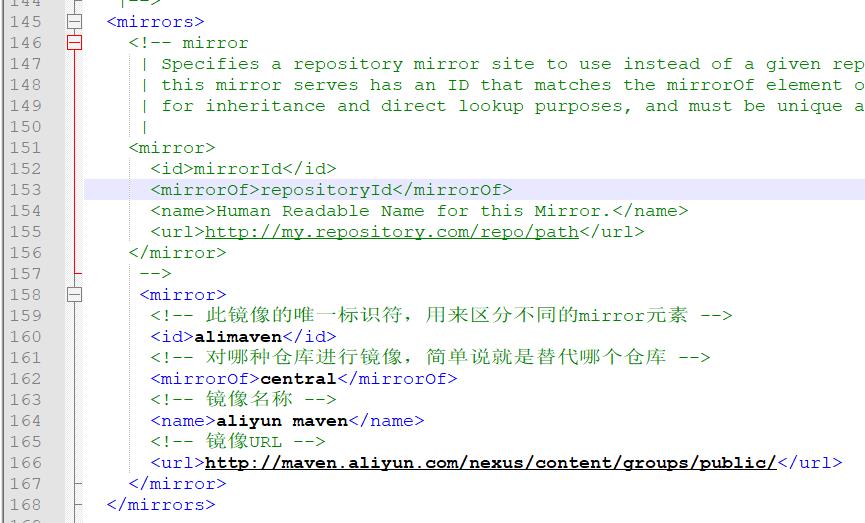 144 |-->
145 <mirrors>
146 <!-- mirror
147 | Specifies a repository mirror site to use instead of a given rep
148 | this mirror serves has an ID that matches the mirrorOf element o
149 | for inheritance and direct lookup purposes, and must be unique a
150 |
151 <mirror>
152 <id>mirrorId</id>
153 <mirrorOf>repositoryId</mirrorOf>
154 <name>Human Readable Name for this Mirror.</name>
155 <url>http://my.repository.com/repo/path</url>
156 </mirror>
157 -->
158 <mirror>
159 <!-- 此镜像的唯一标识符，用来区分不同的mirror元素 -->
160 <id>alimaven</id>
161 <!-- 对哪种仓库进行镜像，简单说就是替代哪个仓库 -->
162 <mirrorOf>central</mirrorOf>
163 <!-- 镜像名称 -->
164 <name>aliyun maven</name>
165 <!-- 镜像URL -->
166 <url>http://maven.aliyun.com/nexus/content/groups/public/</url>
167 </mirror>
168 </mirrors>